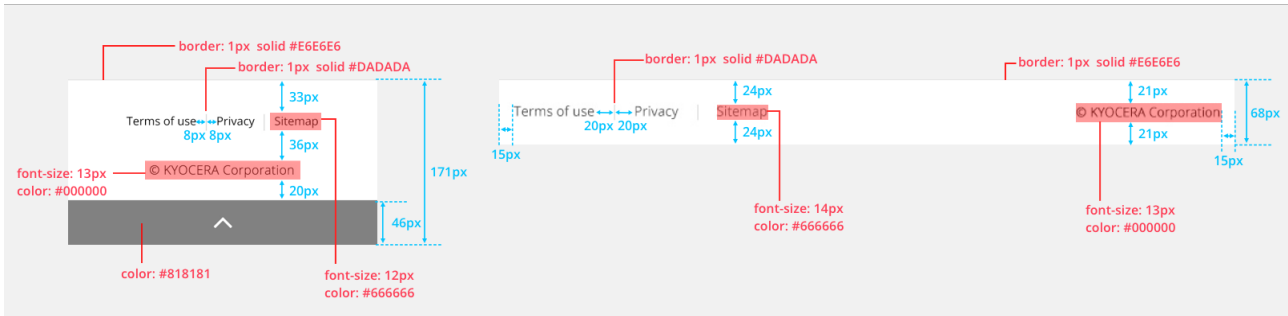 border: 1px solid #E6E6E6
border: 1px solid #DADADA
33px
Terms of use
Privacy
Sitemap
8px
8px
36px
© KYOCERA Corporation
font-size: 13px
color: #000000
20px
171px
46px
color: #818181
font-size: 12px
color: #666666
border: 1px solid #DADADA
border: 1px solid #E6E6E6
24px
21px
Terms of use
Privacy
Sitemap
© KYOCERA Corporation
68px
20px
20px
24px
21px
15px
15px
font-size: 14px
color: #666666
font-size: 13px
color: #000000